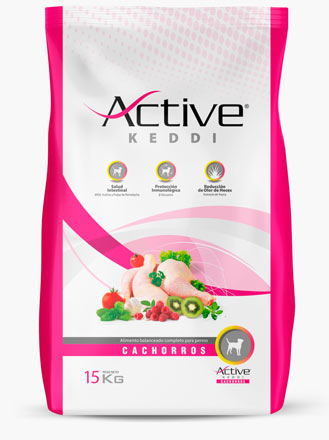 Active®
KEDDI
Salud
Intestinal
Protección
Inmunológica
Reducción
de Olor de Heces
Alimento balanceado completo para perros
CACHORROS
15 KG
Active
KEDDI
CACHORROS